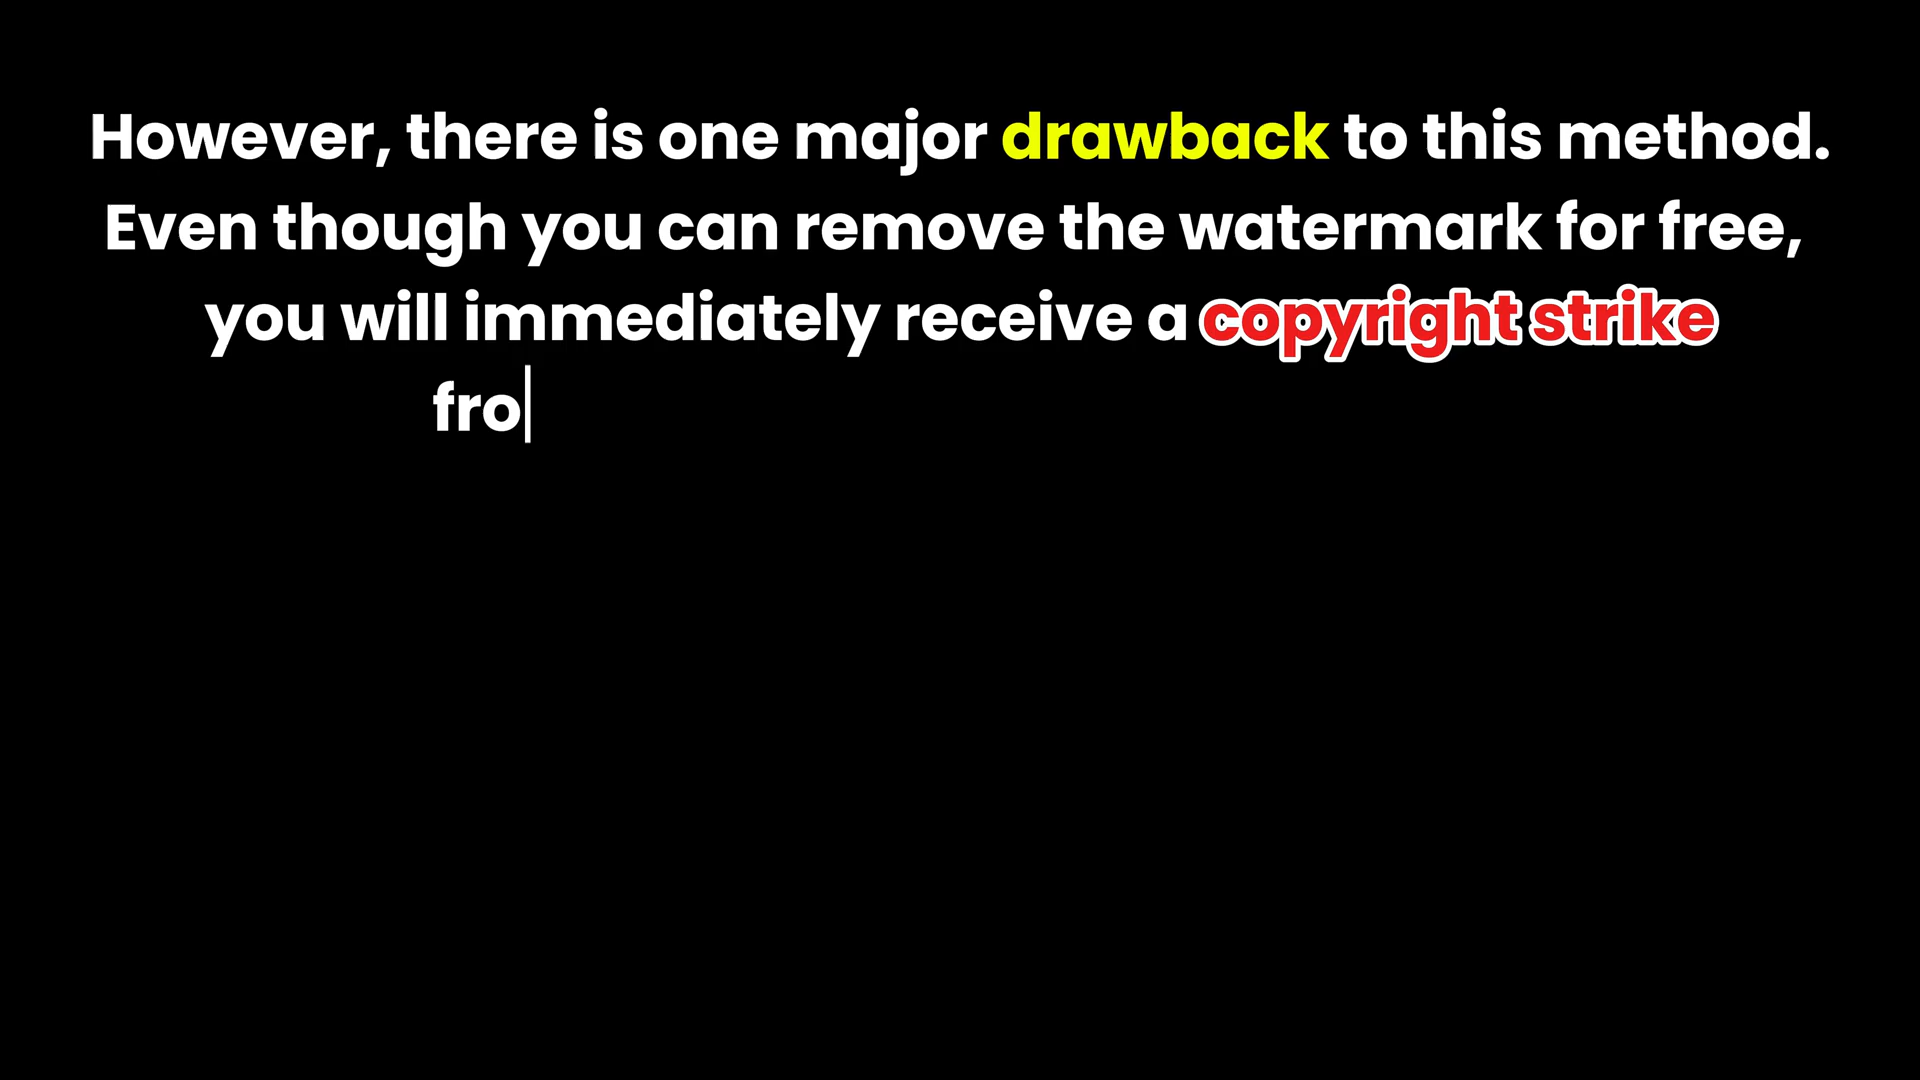 However, there is one major drawback to this method.
Even though you can remove the watermark for free,
you will immediately receive a copyright strike
fro